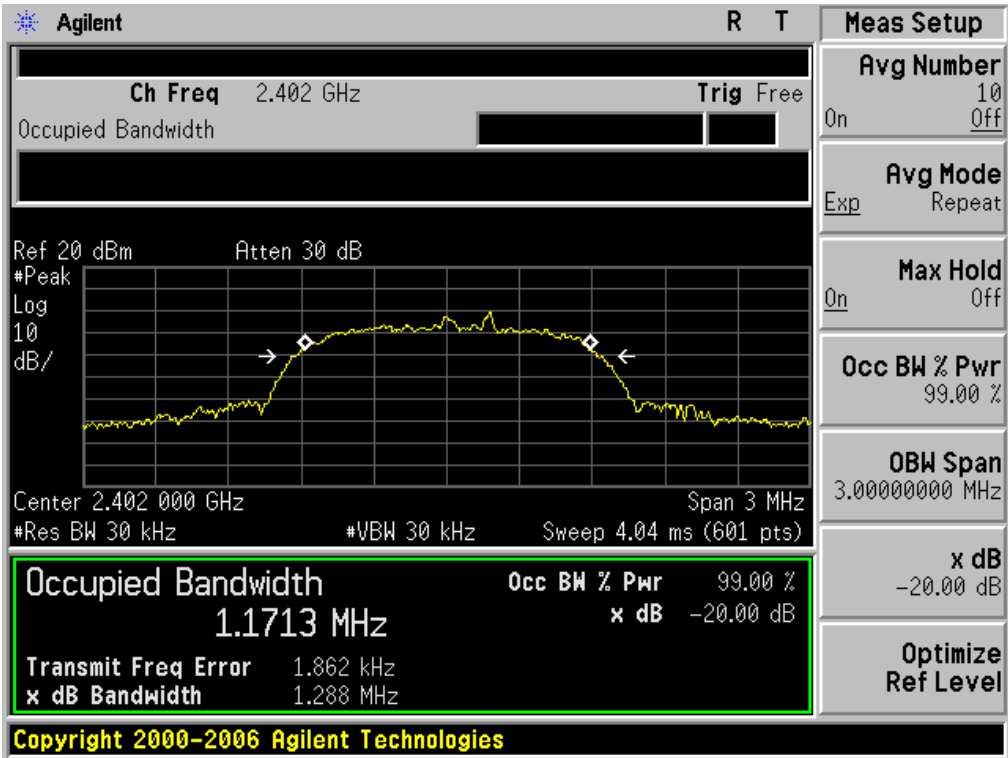 Agilent R T
Ch Freq 2.402 GHz Trig Free
Occupied Bandwidth
Ref 20 dBm Atten 30 dB
#Peak
Log
10
dB/
Center 2.402 000 GHz Span 3 MHz
#Res BW 30 kHz #VBW 30 kHz Sweep 4.04 ms (601 pts)
Occupied Bandwidth Occ BW % Pwr 99.00 %
1.1713 MHz x dB -20.00 dB
Transmit Freq Error 1.862 kHz
x dB Bandwidth 1.288 MHz
Copyright 2000-2006 Agilent Technologies
Meas Setup
Avg Number
10
On Off
Avg Mode
Exp Repeat
Max Hold
On Off
Occ BW % Pwr
99.00 %
OBW Span
3.00000000 MHz
x dB
-20.00 dB
Optimize
Ref Level